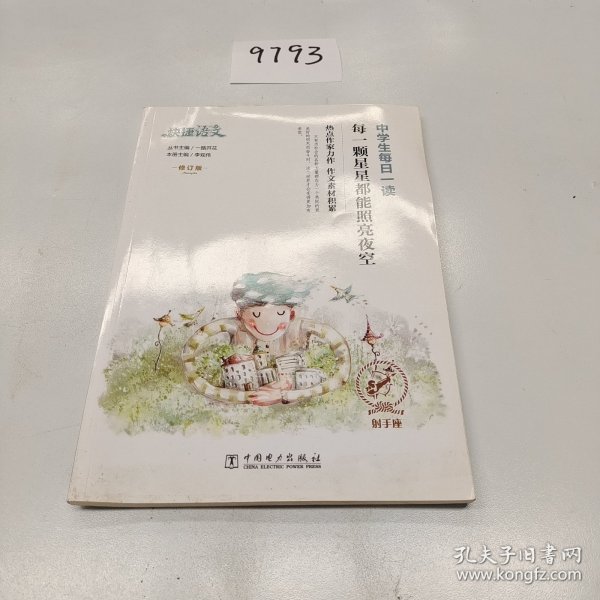 9793
快捷语文
丛书主编/一路开花
本册主编/李双伟
修订版
中学生每日一读
每一颗星星都能照亮夜空
热点作家力作 作文素材积累
射手座
中国电力出版社
CHINA ELECTRIC POWER PRESS
孔夫子旧书网
www.kongfz.com